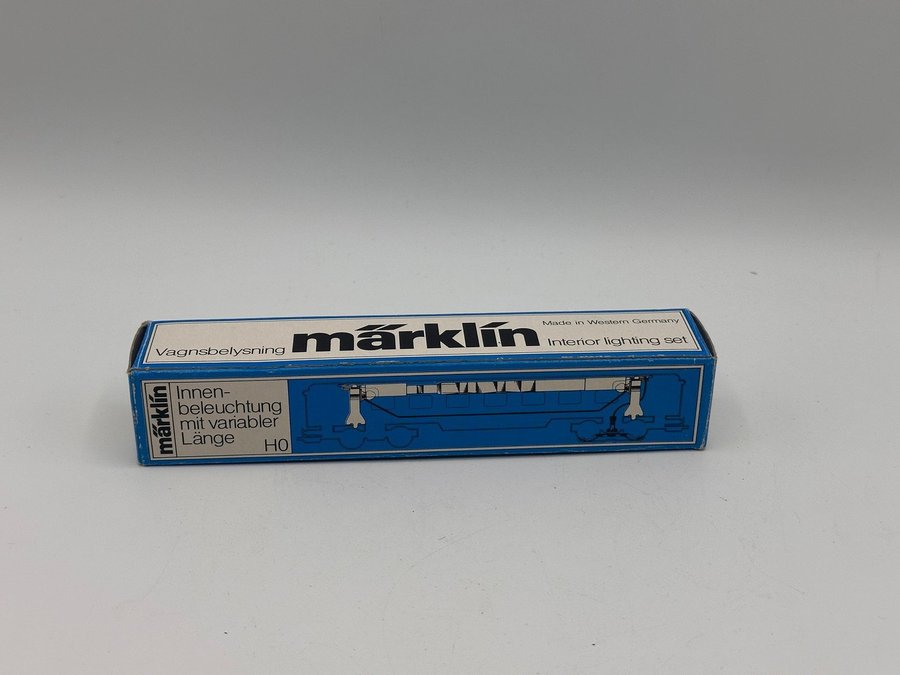 Vagnsbelysning märklin Made in Western Germany
Interior lighting set
märklin
Innen-
beleuchtung
mit variabler
Länge
H0